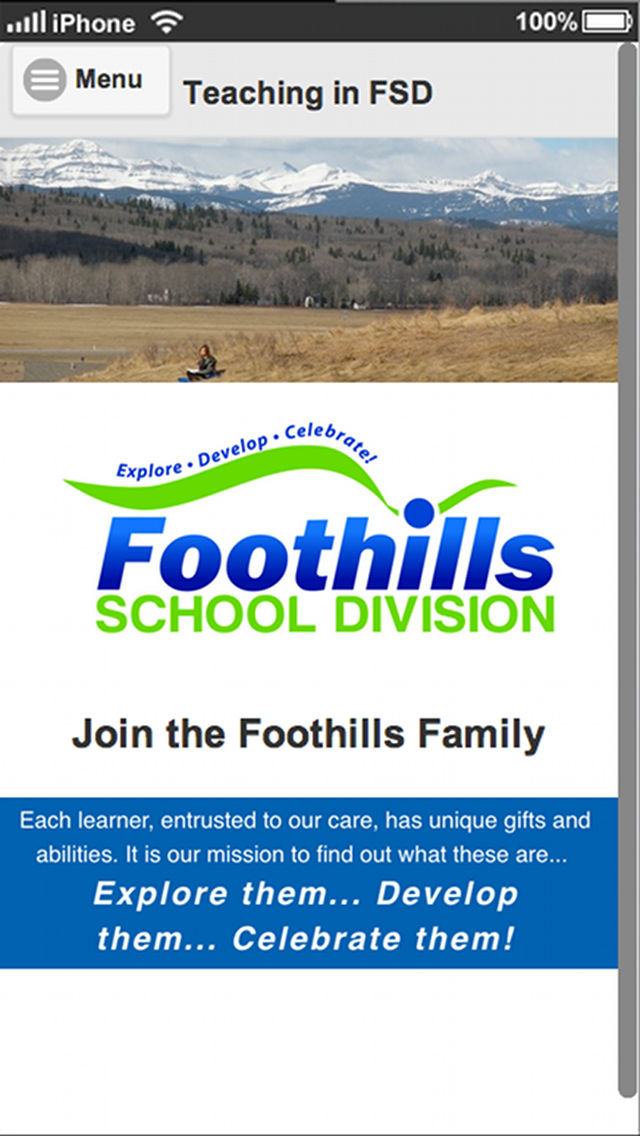 iPhone 100%
Menu Teaching in FSD
Explore • Develop • Celebrate!
Foothills
SCHOOL DIVISION
Join the Foothills Family
Each learner, entrusted to our care, has unique gifts and
abilities. It is our mission to find out what these are...
Explore them... Develop
them... Celebrate them!